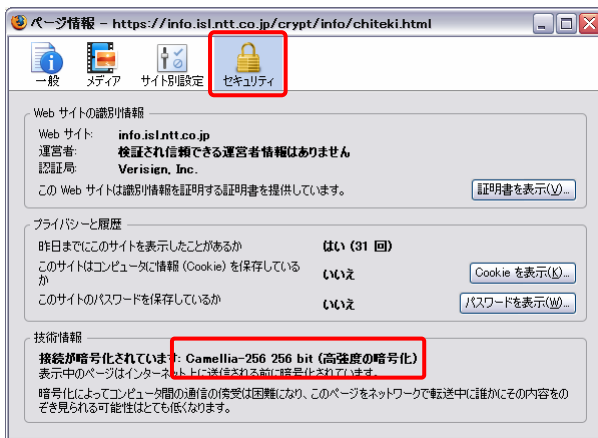 ページ情報 - https://info.isl.ntt.co.jp/crypt/info/chiteki.html
一般 メディア サイト別設定 セキュリティ
Web サイトの識別情報
Web サイト: info.isl.ntt.co.jp
運営者: 検証され信頼できる運営者情報はありません
認証局: Verisign, Inc.
この Web サイトは識別情報を証明する証明書を提供しています。 証明書を表示(V)...
プライバシーと履歴
昨日までにこのサイトを表示したことがあるか はい (31 回)
このサイトはコンピュータに情報 (Cookie) を保存している
か いいえ Cookie を表示(K)...
このサイトのパスワードを保存しているか いいえ パスワードを表示(W)...
技術情報
接続が暗号化されています: Camellia-256 256 bit (高強度の暗号化)
表示中のページはインターネット上に送信される前に暗号化されています。
暗号化によってコンピュータ間の通信の傍受は困難になり、このページをネットワークで転送中に誰かにその内容をの
ぞき見られる可能性はとても低くなります。